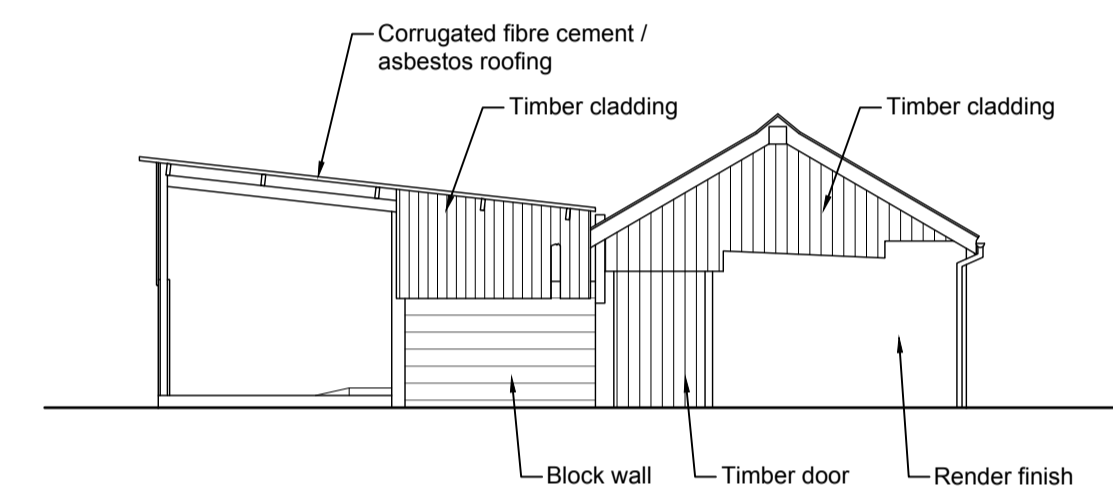 Corrugated fibre cement /
asbestos roofing
Timber cladding
Timber cladding
Block wall
Timber door
Render finish